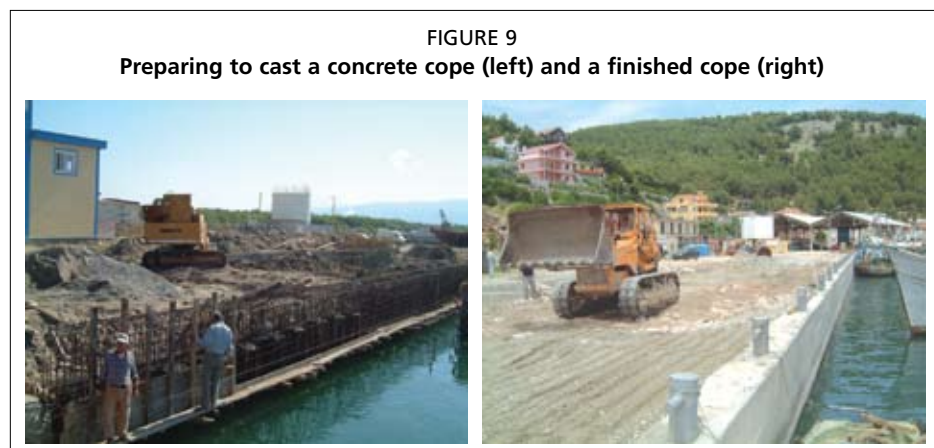 FIGURE 9
Preparing to cast a concrete cope (left) and a finished cope (right)